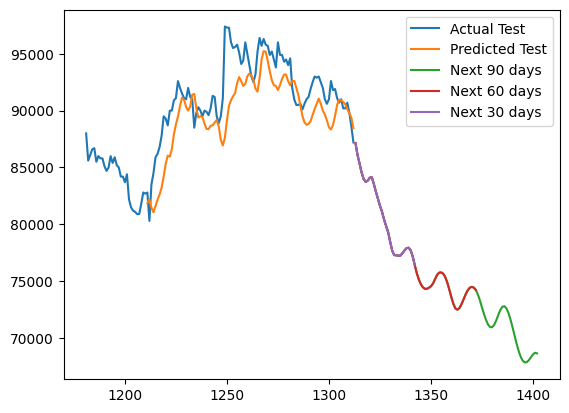 Actual Test
Predicted Test
Next 90 days
Next 60 days
Next 30 days
95000
90000
85000
80000
75000
70000
1200 1250 1300 1350 1400